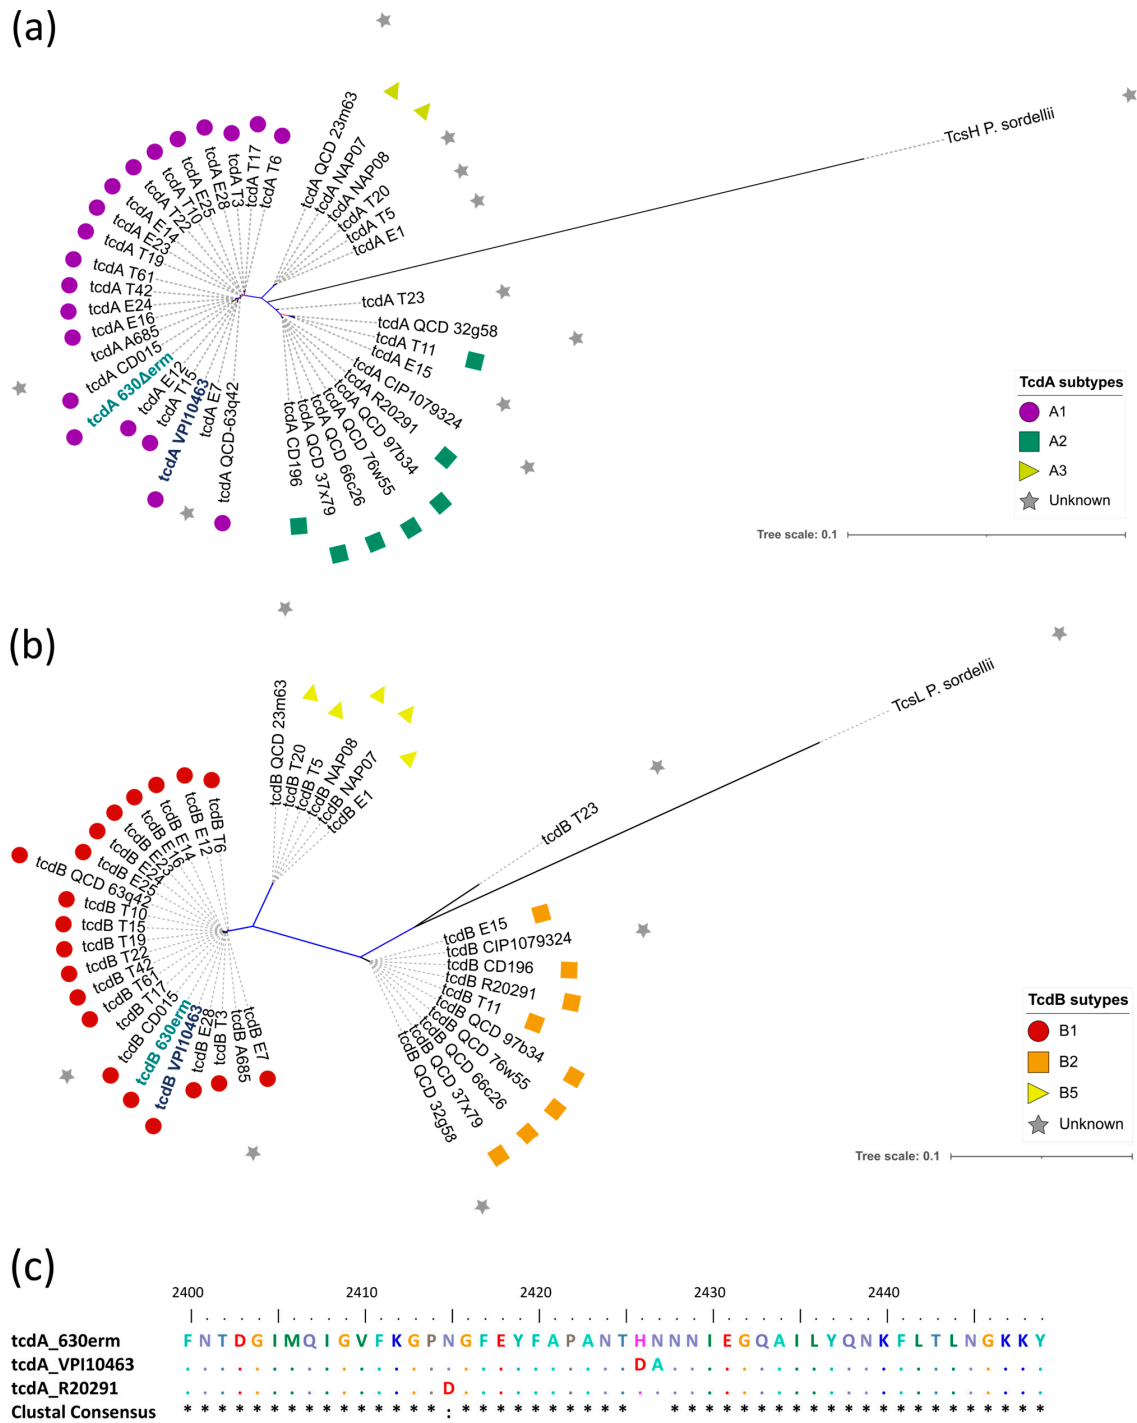 (a)
tcdA QCD 23m63
tcdA NAP07
tcdA NAP08
tcdA T20
tcdA T5
tcdA E1
TcsH P. sordellii
tcdA T6
tcdA T17
tcdA T3
tcdA E28
tcdA E25
tcdA T10
tcdA T22
tcdA E14
tcdA E23
tcdA T19
tcdA T61
tcdA T42
tcdA E24
tcdA E16
tcdA A685
tcdA CD015
tcdA 630Δerm
tcdA E12
tcdA T15
tcdA VPI10463
tcdA E7
tcdA QCD-63q42
tcdA T23
tcdA QCD 32g58
tcdA T11
tcdA E15
tcdA CIP1079324
tcdA R20291
tcdA QCD 97b34
tcdA QCD 76w55
tcdA QCD 66c26
tcdA QCD 37x79
tcdA CD196
TcdA subtypes
A1
A2
A3
Unknown
Tree scale: 0.1
(b)
tcdB QCD 23m63
tcdB T20
tcdB T5
tcdB NAP08
tcdB NAP07
tcdB E1
TcsL P. sordellii
tcdB T23
tcdB T6
tcdB E12
tcdB E14
tcdB E16
tcdB E23
tcdB E24
tcdB E25
tcdB QCD 63q42
tcdB T10
tcdB T15
tcdB T19
tcdB T22
tcdB T42
tcdB T61
tcdB T17
tcdB CD015
tcdB 630erm
tcdB VPI10463
tcdB E28
tcdB T3
tcdB A685
tcdB E7
tcdB E15
tcdB CIP1079324
tcdB CD196
tcdB R20291
tcdB T11
tcdB QCD 97b34
tcdB QCD 76w55
tcdB QCD 66c26
tcdB QCD 37x79
tcdB QCD 32g58
TcdB sutypes
B1
B2
B5
Unknown
Tree scale: 0.1
(c)
2400 2410 2420 2430 2440
tcdA_630erm F N T D G I M Q I G V F K G P N G F E Y F A P A N T H N N N I E G Q A I L Y Q N K F L T L N G K K Y
tcdA_VPI10463 . . . . . . . . . . . . . . . . . . . . . . . . . . D A . . . . . . . . . . . . . . . . . . . . . .
tcdA_R20291 . . . . . . . . . . . . . . . D . . . . . . . . . . . . . . . . . . . . . . . . . . . . . . . . . .
Clustal Consensus * * * * * * * * * * * * * * * : * * * * * * * * * * * * * * * * * * * * * * * * * * * * * * * *